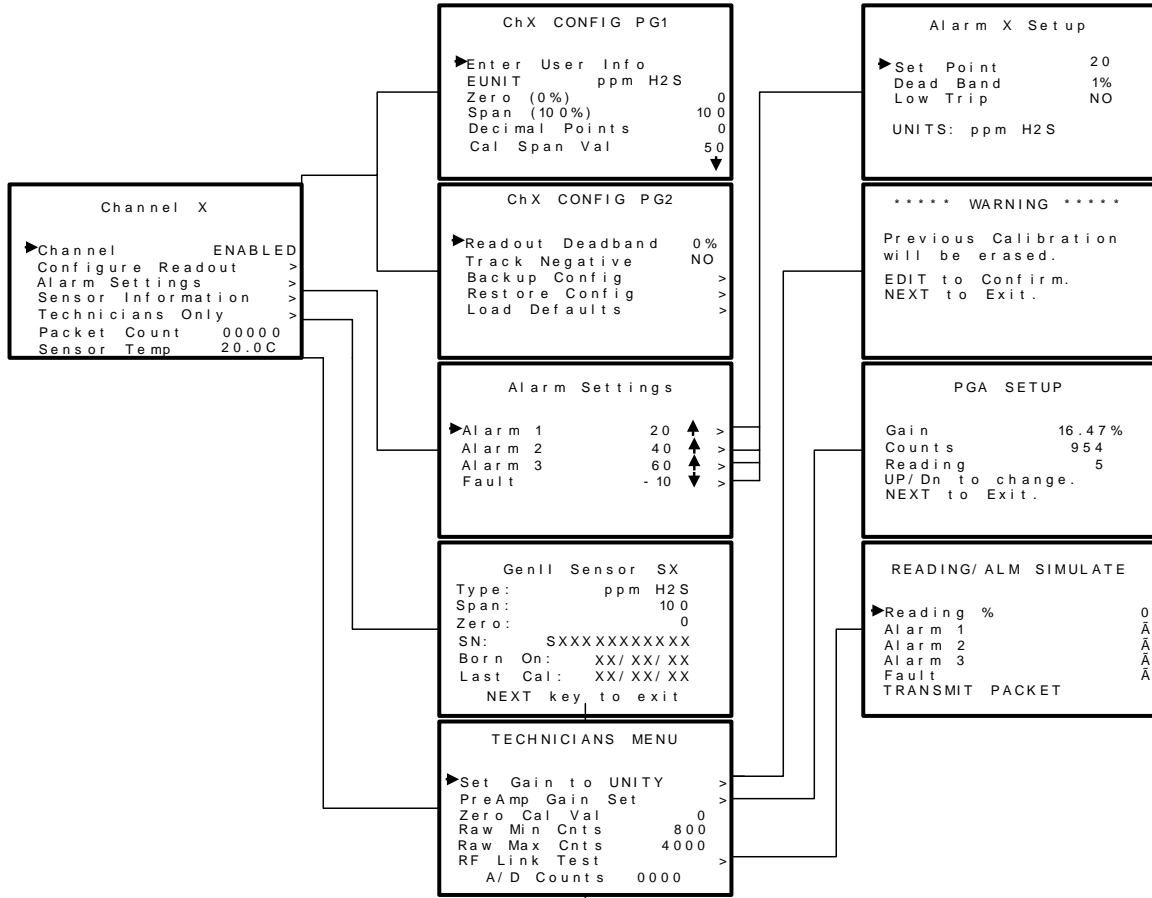 Channel X
Channel ENABLED
Configure Readout >
Alarm Settings >
Sensor Information >
Technicians Only >
Packet Count 00000
Sensor Temp 20.0C
ChX CONFIG PG1
Enter User Info
EUNIT ppm H2S
Zero (0%) 0
Span (100%) 100
Decimal Points 0
Cal Span Val 50
ChX CONFIG PG2
Readout Deadband 0%
Track Negative NO
Backup Config >
Restore Config >
Load Defaults >
Alarm Settings
Alarm 1 20 >
Alarm 2 40 >
Alarm 3 60 >
Fault -10 >
GenII Sensor SX
Type: ppm H2S
Span: 100
Zero: 0
SN: SXXXXXXXXXXX
Born On: XX/XX/XX
Last Cal: XX/XX/XX
NEXT key to exit
TECHNICIANS MENU
Set Gain to UNITY >
PreAmp Gain Set >
Zero Cal Val 0
Raw Min Cnts 800
Raw Max Cnts 4000
RF Link Test >
A/D Counts 0000
Alarm X Setup
Set Point 20
Dead Band 1%
Low Trip NO
UNITS: ppm H2S
***** WARNING *****
Previous Calibration
will be erased.
EDIT to Confirm.
NEXT to Exit.
PGA SETUP
Gain 16.47%
Counts 954
Reading 5
UP/Dn to change.
NEXT to Exit.
READING/ALM SIMULATE
Reading % 0
Alarm 1 Ã
Alarm 2 Ã
Alarm 3 Ã
Fault Ã
TRANSMIT PACKET